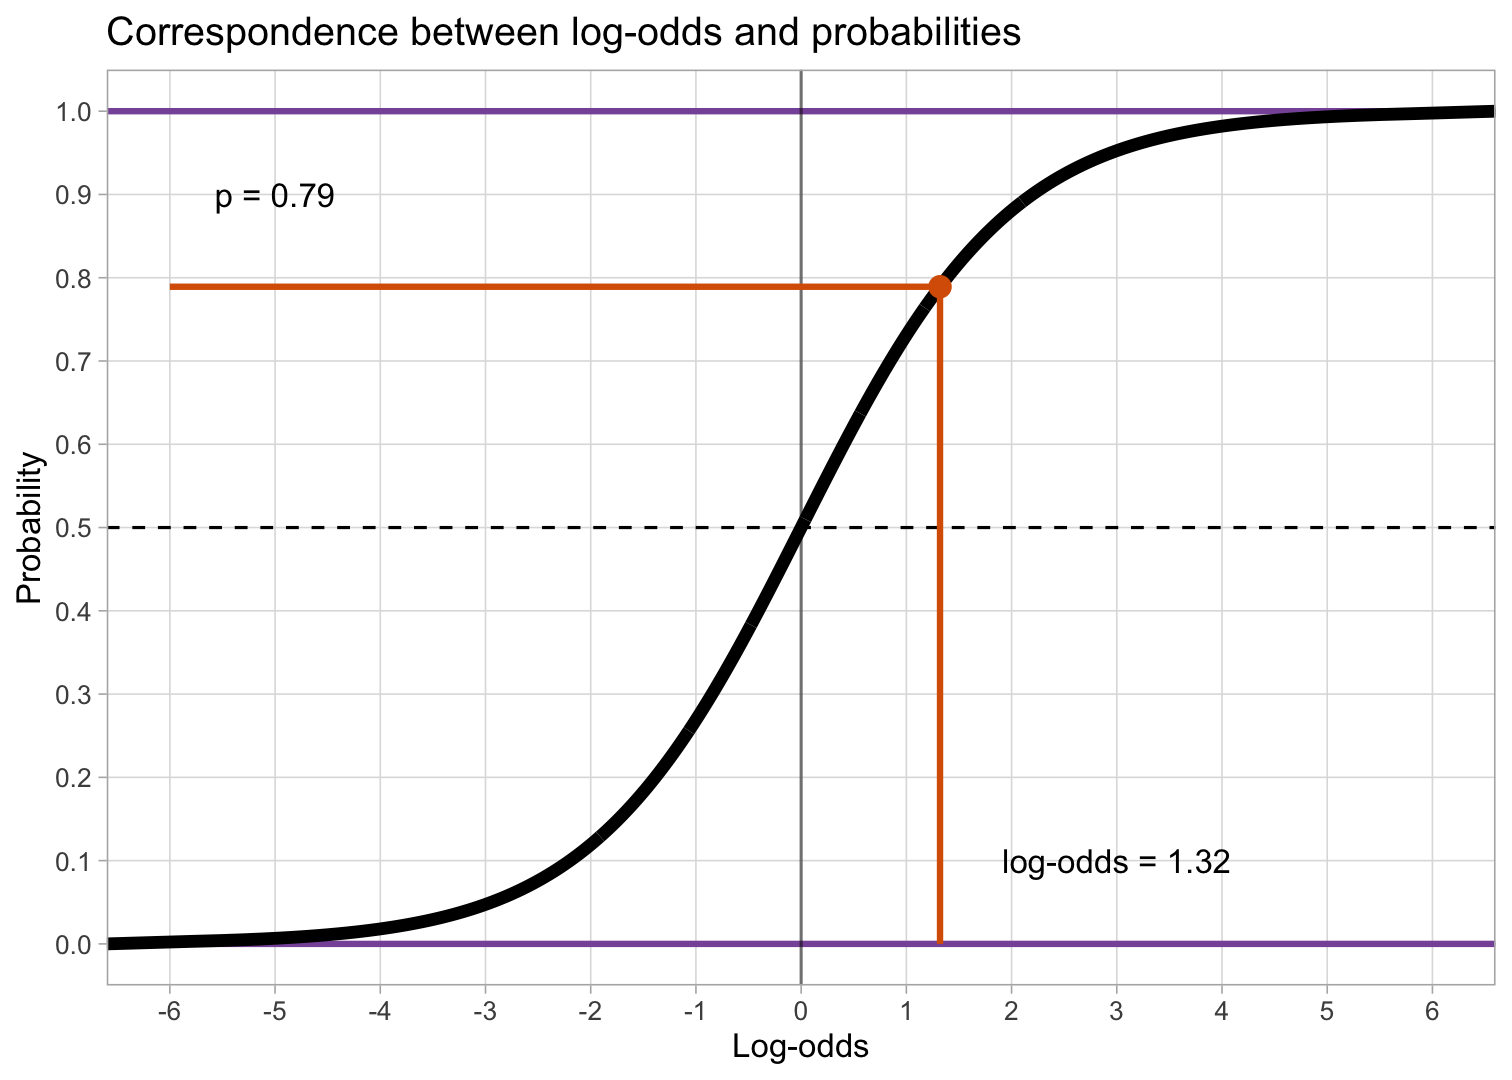 Correspondence between log-odds and probabilities
1.0
0.9
0.8
0.7
0.6
0.5
0.4
0.3
0.2
0.1
0.0
Probability
p = 0.79
log-odds = 1.32
-6 -5 -4 -3 -2 -1 0 1 2 3 4 5 6
Log-odds